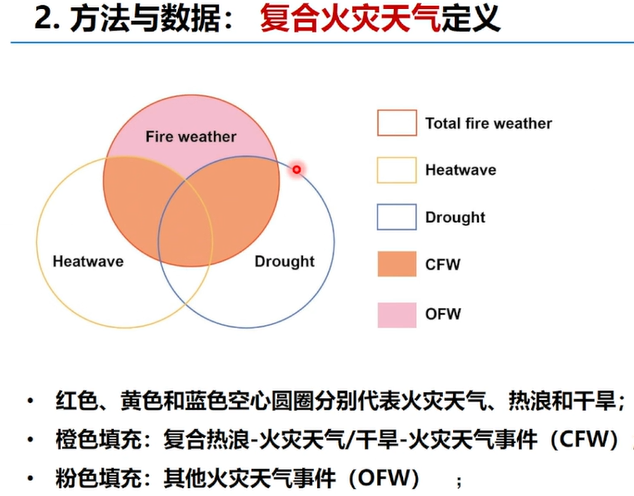 2. 方法与数据： 复合火灾天气定义
Fire weather
Heatwave
Drought
Total fire weather
Heatwave
Drought
CFW
OFW
• 红色、黄色和蓝色空心圆圈分别代表火灾天气、热浪和干旱；
• 橙色填充：复合热浪-火灾天气/干旱-火灾天气事件（CFW）；
• 粉色填充：其他火灾天气事件（OFW） ；